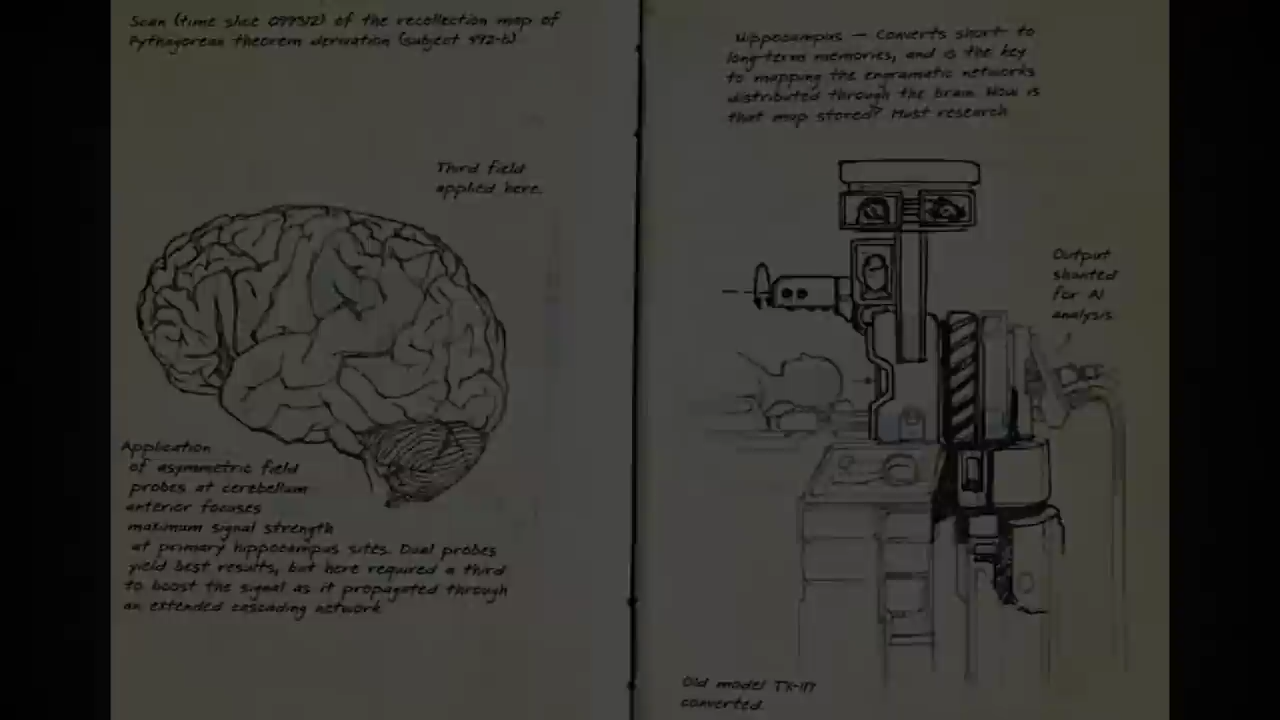 Scan (time slice 099312) of the recollection map of
Pythagorean theorem derivation (subject 492-b)
Third field
applied here.
Application
of asymmetric field
probes at cerebellum
anterior focuses
maximum signal strength
at primary hippocampus sites. Dual probes
yield best results, but here required a third
to boost the signal as it propagated through
an extended cascading network
Hippocampus — Converts short- to
long-term memories, and is the key
to mapping the engramatic networks
distributed through the brain. How is
that map stored? Must research
Output
shunted
for AI
analysis.
Old model
converted.